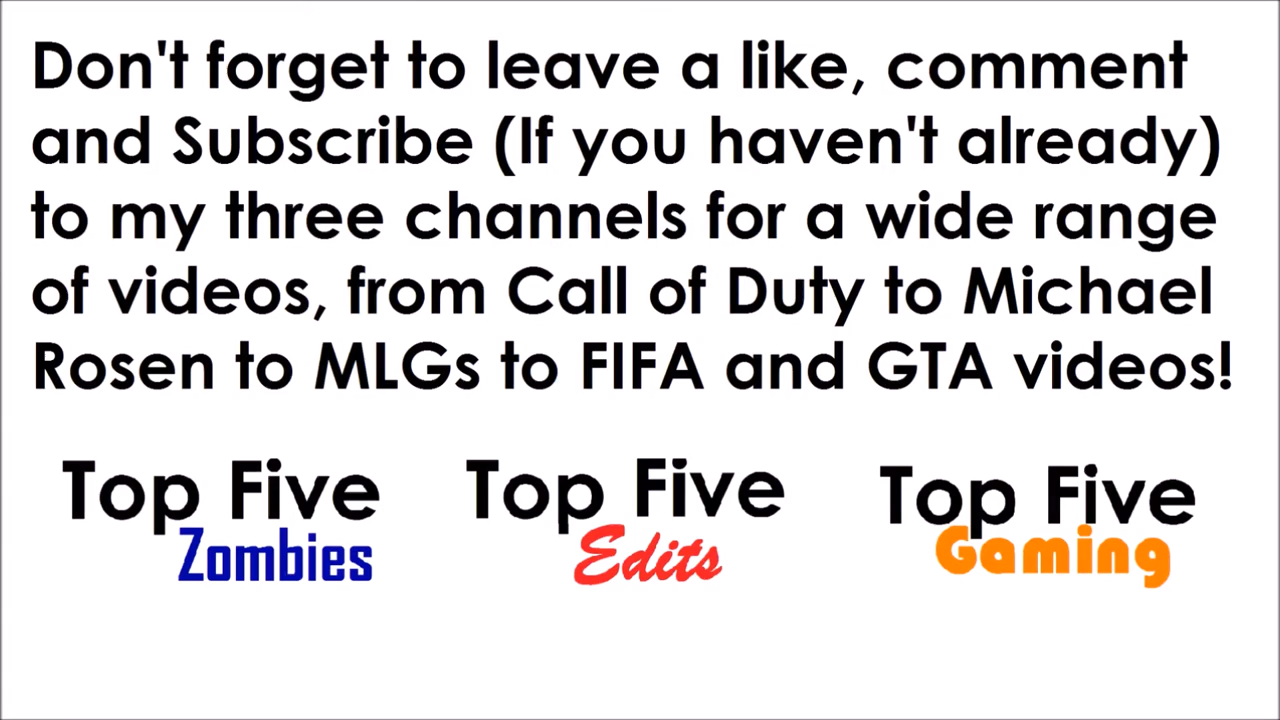 Don't forget to leave a like, comment
and Subscribe (If you haven't already)
to my three channels for a wide range
of videos, from Call of Duty to Michael
Rosen to MLGs to FIFA and GTA videos!
Top Five
Zombies
Top Five
Edits
Top Five
Gaming